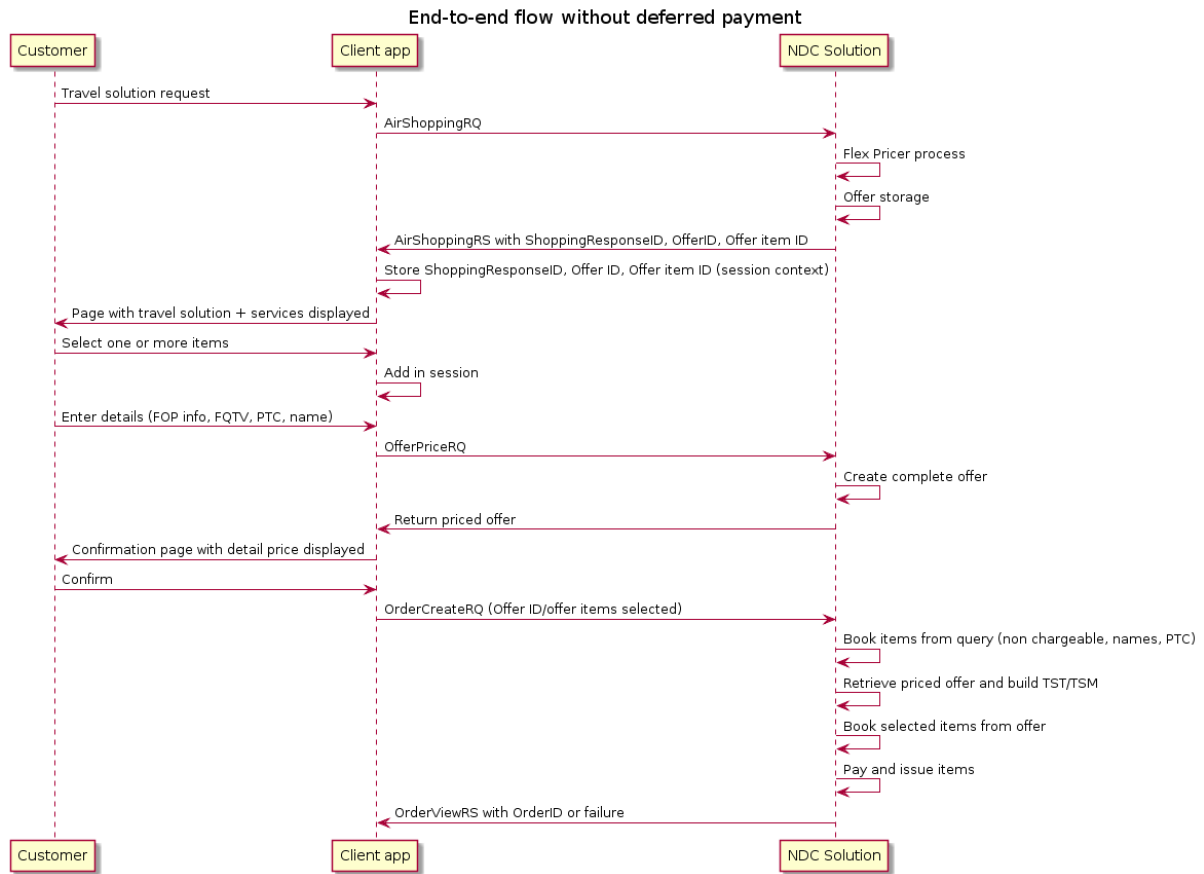 End-to-end flow without deferred payment
Customer
Client app
NDC Solution
Travel solution request
AirShoppingRQ
Flex Pricer process
Offer storage
AirShoppingRS with ShoppingResponseID, OfferID, Offer item ID
Store ShoppingResponseID, Offer ID, Offer item ID (session context)
Page with travel solution + services displayed
Select one or more items
Add in session
Enter details (FOP info, FQTV, PTC, name)
OfferPriceRQ
Create complete offer
Return priced offer
Confirmation page with detail price displayed
Confirm
OrderCreateRQ (Offer ID/offer items selected)
Book items from query (non chargeable, names, PTC)
Retrieve priced offer and build TST/TSM
Book selected items from offer
Pay and issue items
OrderViewRS with OrderID or failure
Customer
Client app
NDC Solution